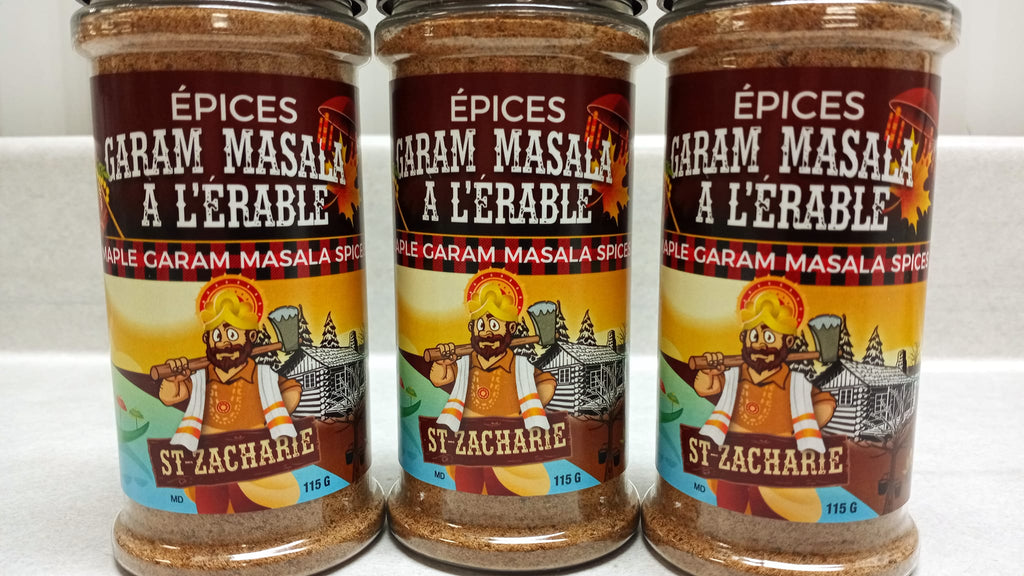 ÉPICES
GARAM MASALA
A L'ÉRABLE
MAPLE GARAM MASALA SPICES
ST-ZACHARIE
MD
115 G
ÉPICES
GARAM MASALA
A L'ÉRABLE
MAPLE GARAM MASALA SPICES
ST-ZACHARIE
MD
115 G
ÉPICES
GARAM MASALA
A L'ÉRABLE
MAPLE GARAM MASALA SPICES
ST-ZACHARIE
MD
115 G